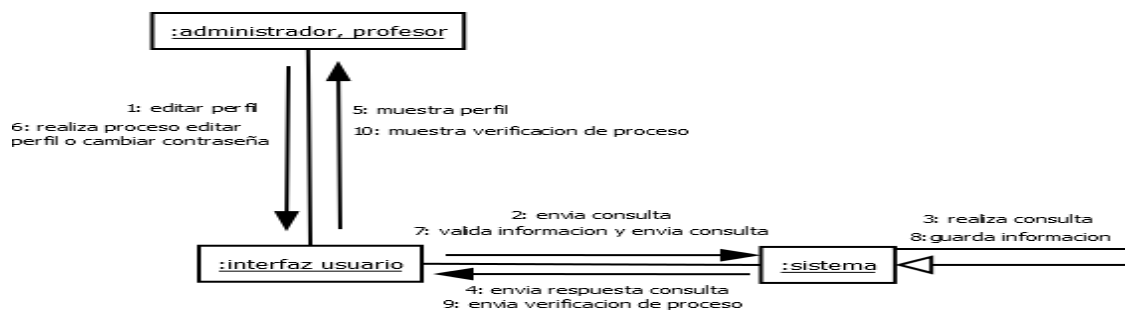 :administrador, profesor
1: editar perfil
6: realiza proceso editar
perfil o cambiar contraseña
5: muestra perfil
10: muestra verificacion de proceso
2: envia consulta
7: valida informacion y envia consulta
3: realiza consulta
8:guarda informacion
:interfaz usuario
:sistema
4: envia respuesta consulta
9: envia verificacion de proceso